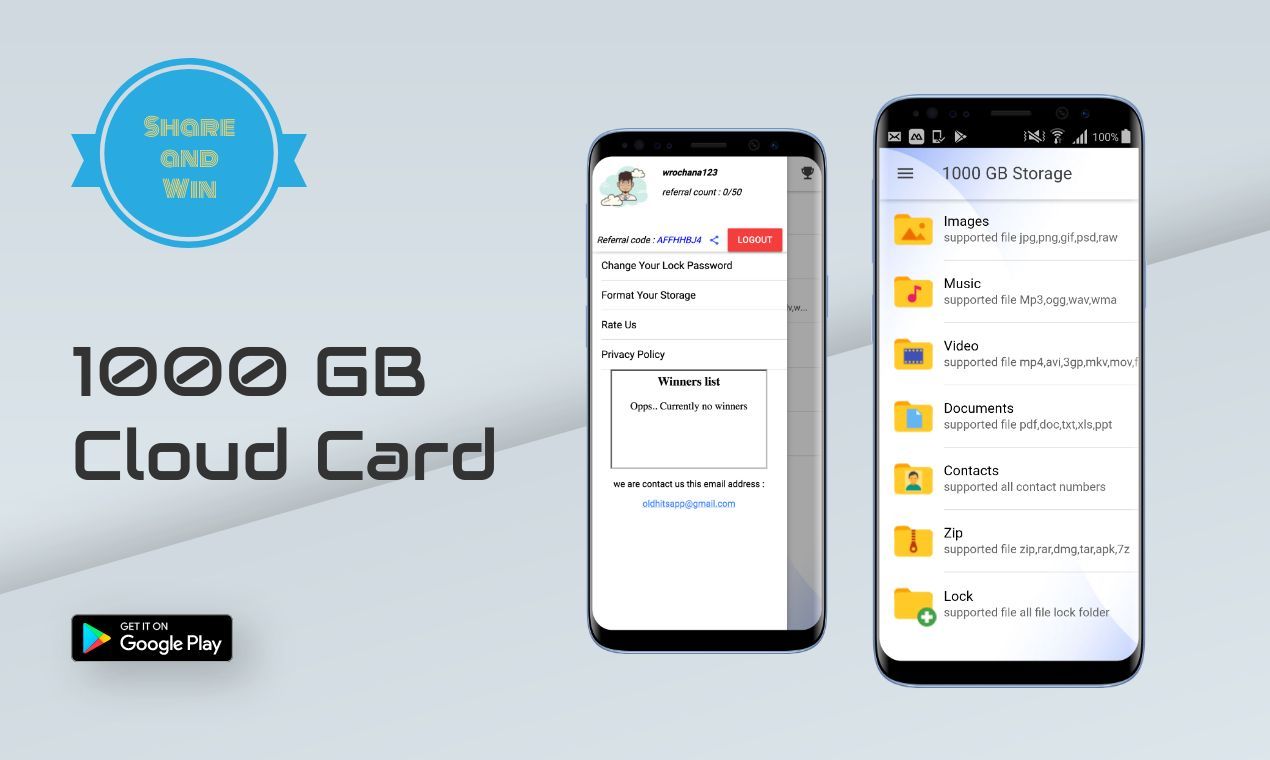 Share
and
Win
1000 GB
Cloud Card
GET IT ON
Google Play
wrochana123
referral count : 0/50
Referral code : AFFHHBJ4
LOGOUT
Change Your Lock Password
Format Your Storage
Rate Us
Privacy Policy
Winners list
Opps.. Currently no winners
we are contact us this email address :
oldhitsapp@gmail.com
100%
1000 GB Storage
Images
supported file jpg,png,gif,psd,raw
Music
supported file Mp3,ogg,wav,wma
Video
supported file mp4,avi,3gp,mkv,mov,f
Documents
supported file pdf,doc,txt,xls,ppt
Contacts
supported all contact numbers
Zip
supported file zip,rar,dmg,tar,apk,7z
Lock
supported file all file lock folder